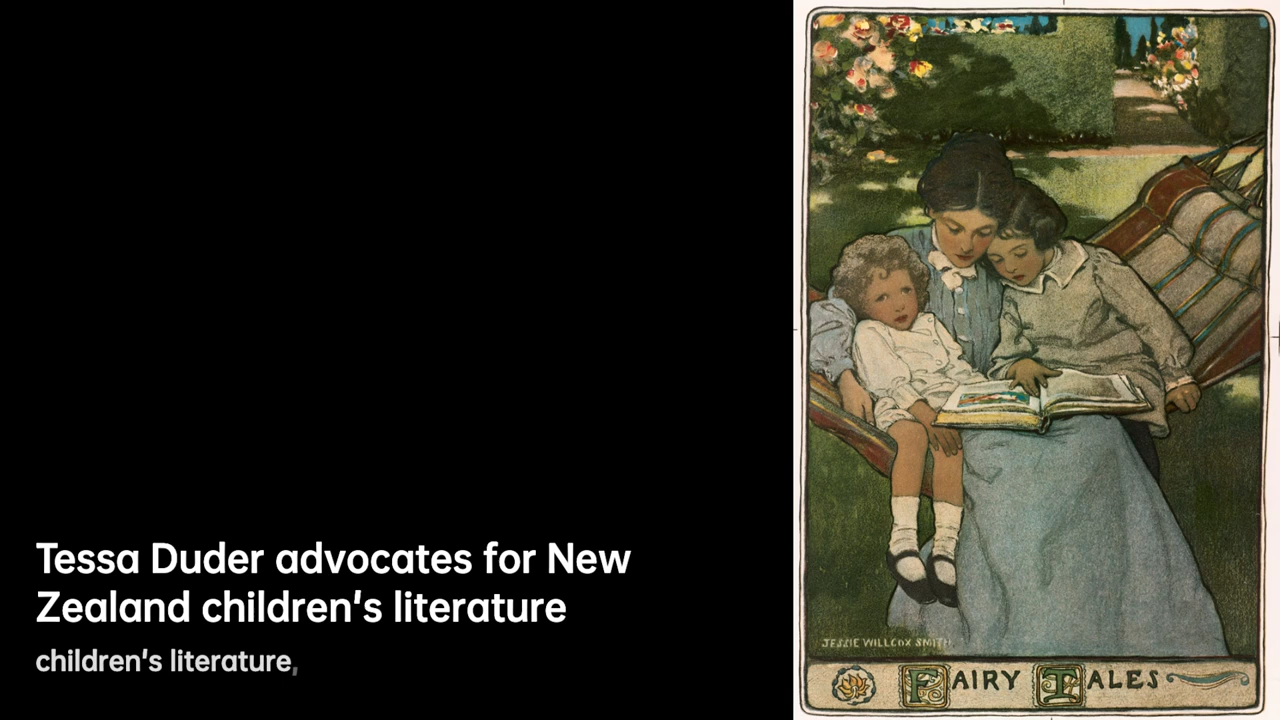 Tessa Duder advocates for New
Zealand children's literature
children's literature,
JESSIE WILLCOX SMITH.
FAIRY TALES